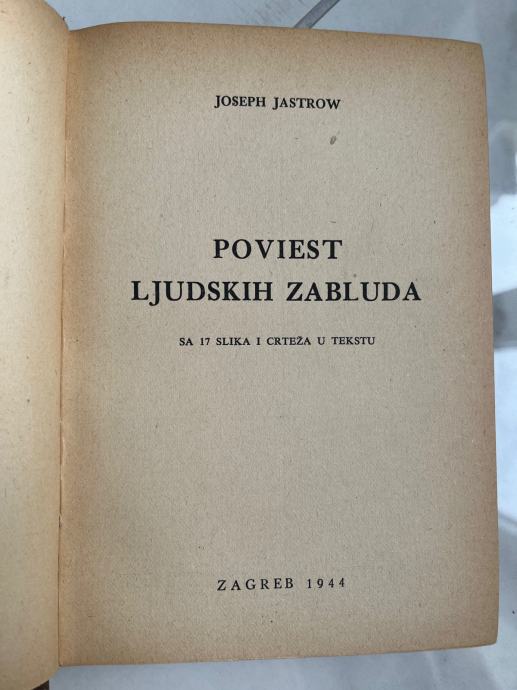 JOSEPH JASTROW
POVIEST
LJUDSKIH ZABLUDA
SA 17 SLIKA I CRTEŽA U TEKSTU
ZAGREB 1944